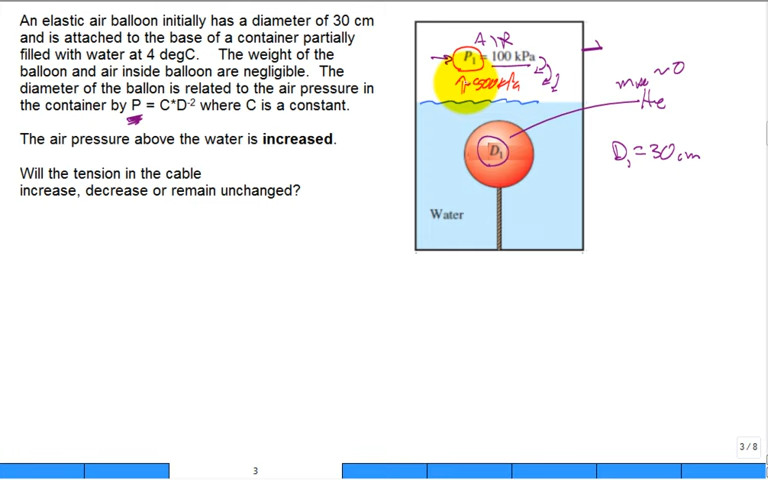 An elastic air balloon initially has a diameter of 30 cm
and is attached to the base of a container partially
filled with water at 4 degC. The weight of the
balloon and air inside balloon are negligible. The
diameter of the ballon is related to the air pressure in
the container by P = C*D-2 where C is a constant.
The air pressure above the water is increased.
Will the tension in the cable
increase, decrease or remain unchanged?
AIR
P1 = 100 kPa
D1
Water
He
D1 = 30 cm
3 / 8
3